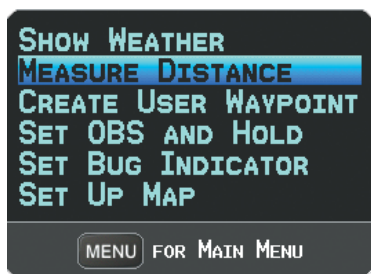 Show Weather
Measure Distance
Create User Waypoint
Set OBS and Hold
Set Bug Indicator
Set Up Map
MENU for Main Menu